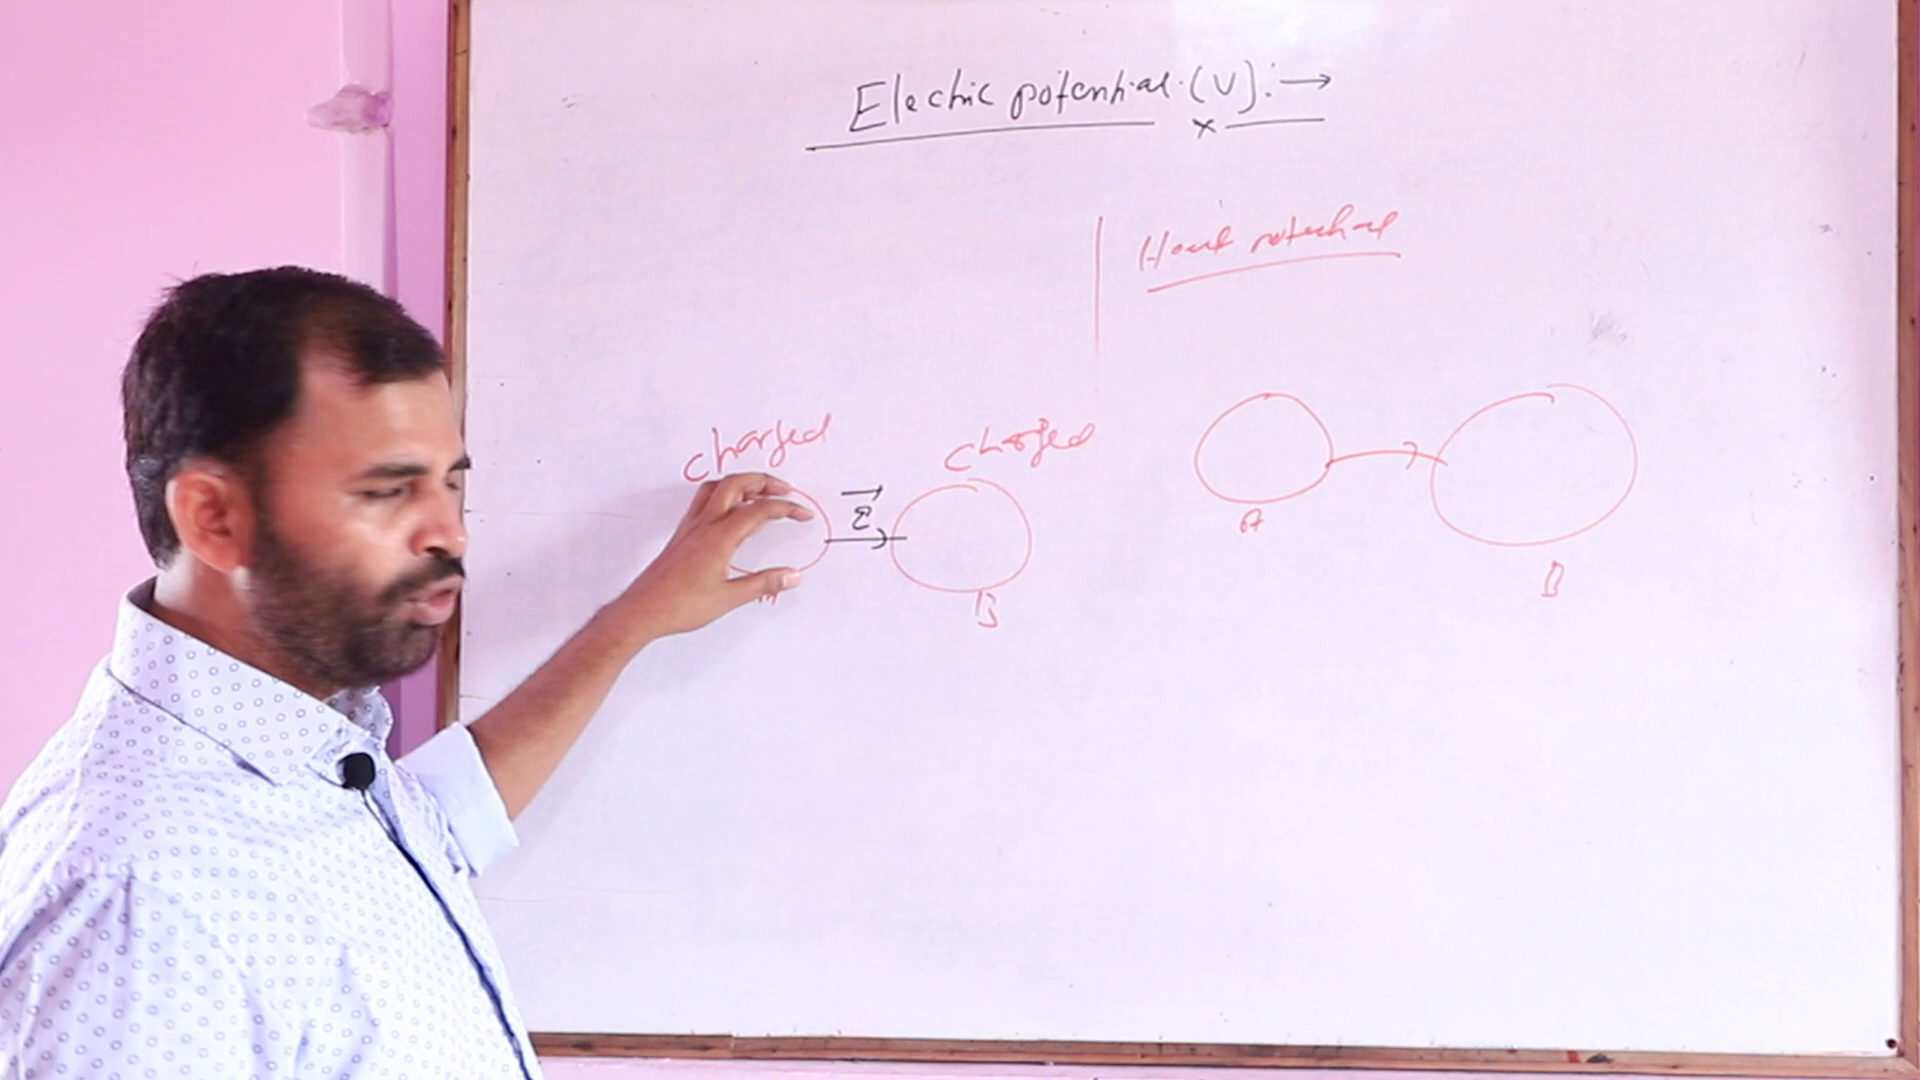 Electric potential (V):→
Heat potential
charged
charged
E
A
B
A
B